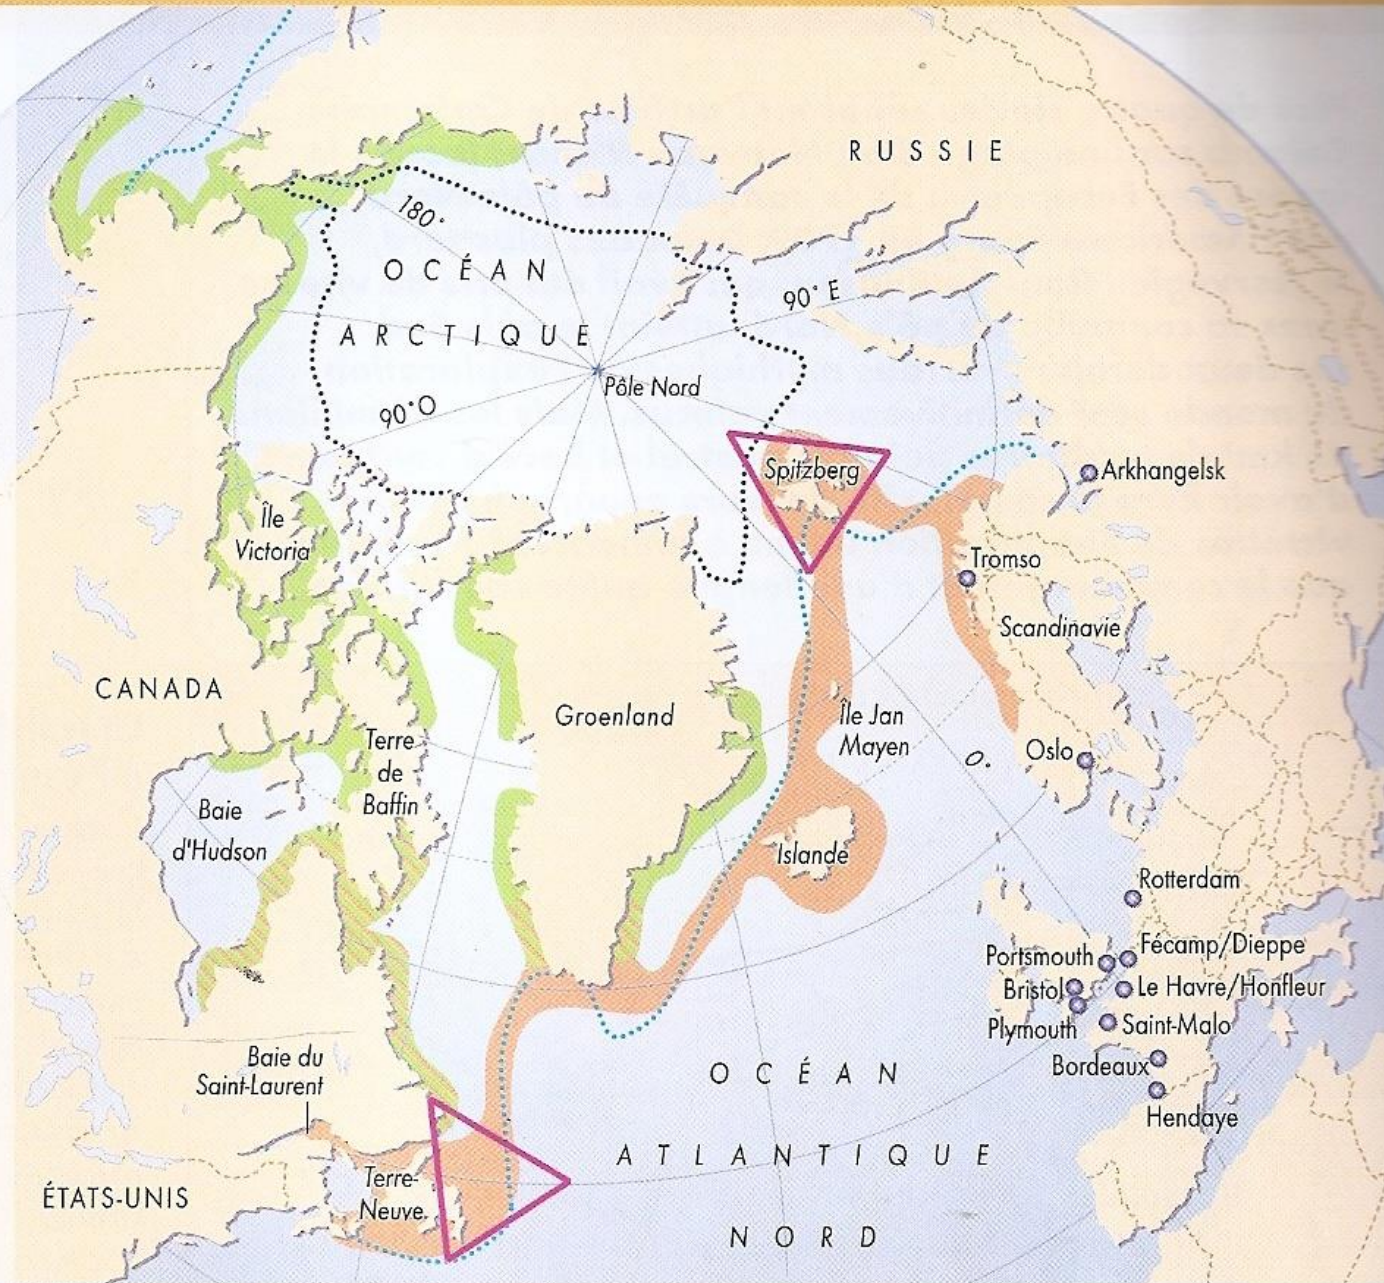 RUSSIE
180°
OCÉAN
ARCTIQUE
90° E
Pôle Nord
90°O
Spitzberg
Arkhangelsk
Île
Victoria
Tromso
Scandinavie
CANADA
Groenland
Île Jan
Mayen
0°
Oslo
Terre
de
Baffin
Baie
d'Hudson
Islande
Rotterdam
Portsmouth
Fécamp/Dieppe
Bristol
Le Havre/Honfleur
Plymouth
Saint-Malo
Baie du
Saint-Laurent
Bordeaux
Hendaye
OCÉAN
ATLANTIQUE
NORD
Terre-
Neuve
ÉTATS-UNIS